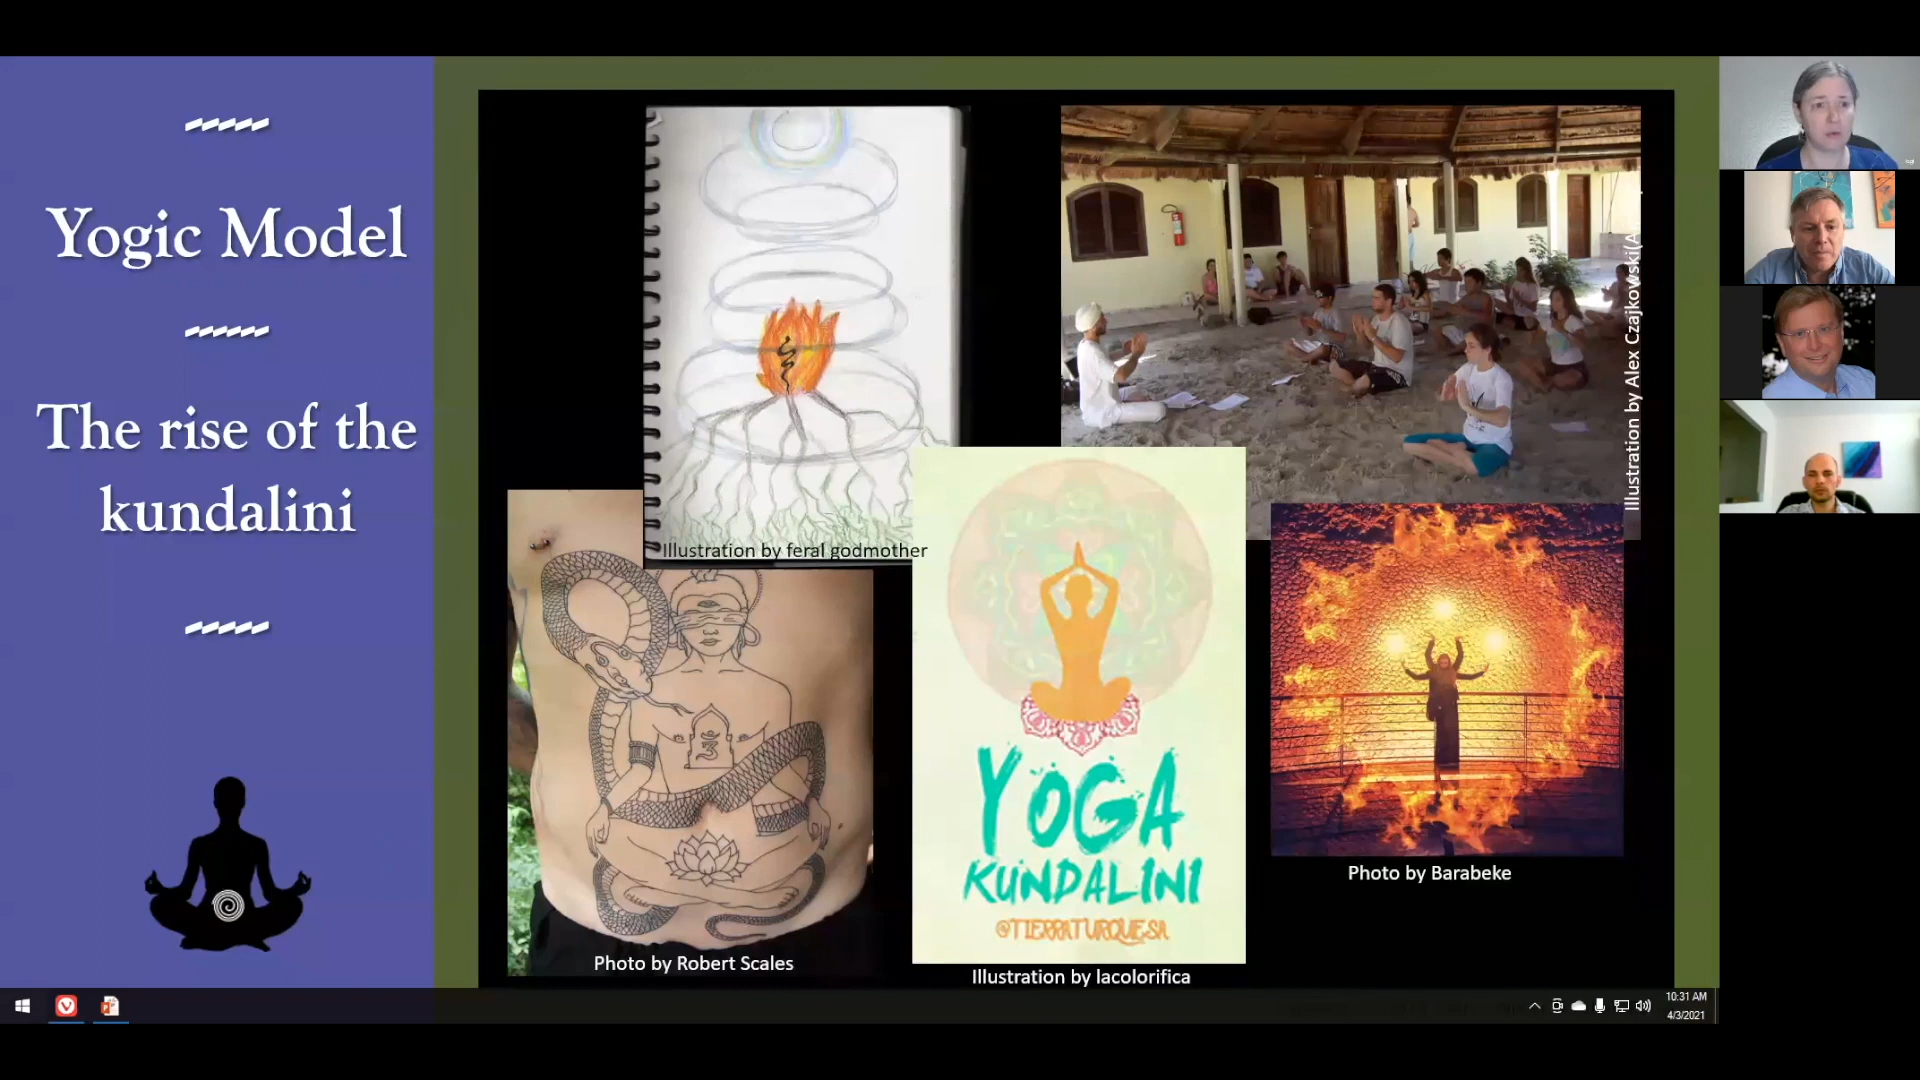 Yogic Model
The rise of the
kundalini
Illustration by feral godmother
Illustration by Alex Czajkowski(A
Photo by Robert Scales
ॐ
YOGA
KUNDALINI
@TIERRATURQUESA
Illustration by lacolorifica
Photo by Barabeke
10:31 AM
4/3/2021